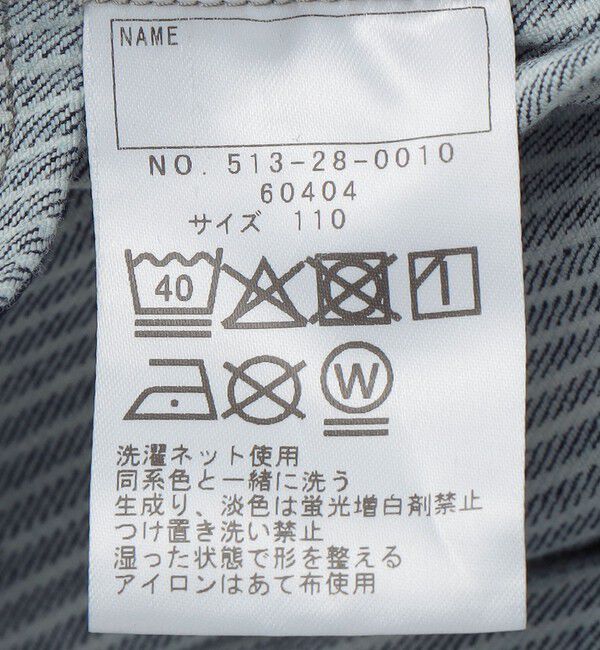 NAME
NO. 513-28-0010
60404
サイズ 110
40
W
洗濯ネット使用
同系色と一緒に洗う
生成り、淡色は蛍光増白剤禁止
つけ置き洗い禁止
湿った状態で形を整える
アイロンはあて布使用